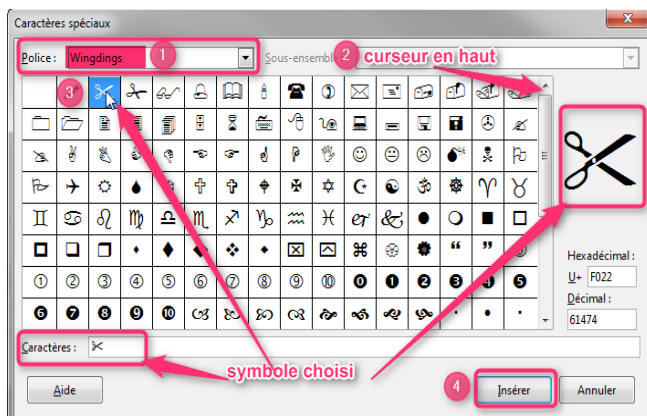 Caractères spéciaux
Police : Wingdings 1 Sous-ensemble 2 curseur en haut
3
Hexadécimal :
U+ F022
Décimal :
61474
Caractères : ✂
symbole choisi
Aide 4 Insérer Annuler